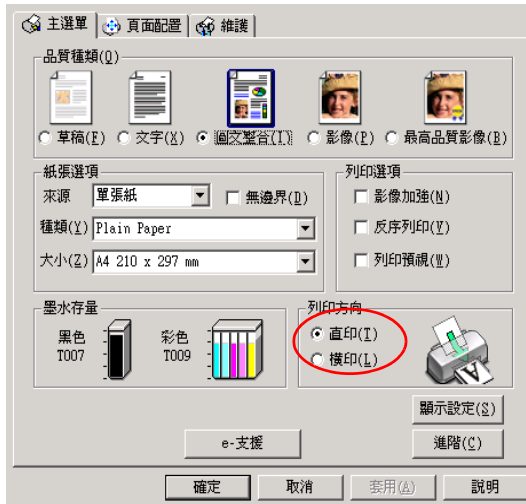 主選單 頁面配置 維護
品質種類(Q)
草稿(F) 文字(X) 圖文整合(I) 影像(P) 最高品質影像(B)
紙張選項
來源 單張紙 無邊界(D)
種類(Y) Plain Paper
大小(Z) A4 210 x 297 mm
列印選項
影像加強(N)
反序列印(V)
列印預視(W)
墨水存量
黑色 彩色
T007 T009
列印方向
直印(T)
橫印(L)
顯示設定(S)
e-支援 進階(C)
確定 取消 套用(A) 說明